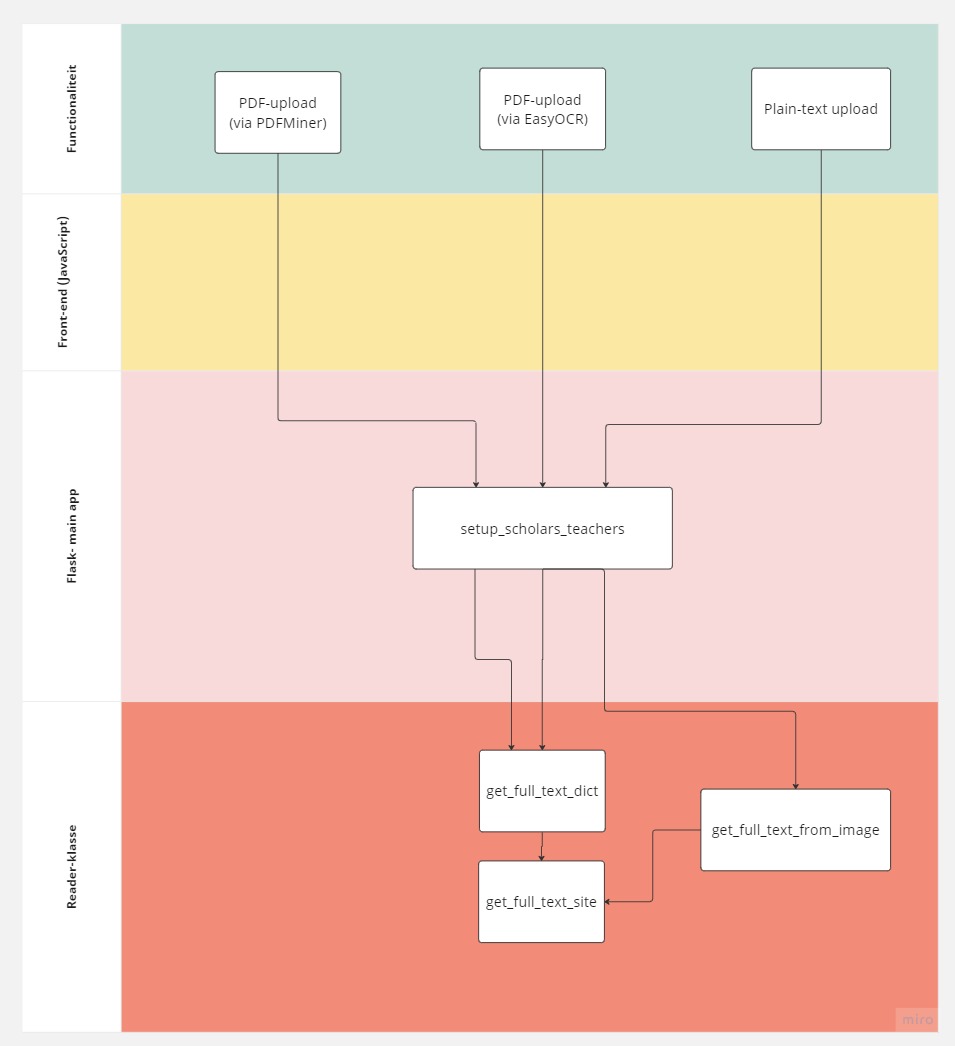 Functionaliteit
PDF-upload
(via PDFMiner)
PDF-upload
(via EasyOCR)
Plain-text upload
Front-end (JavaScript)
Flask- main app
setup_scholars_teachers
Reader-klasse
get_full_text_dict
get_full_text_from_image
get_full_text_site
miro